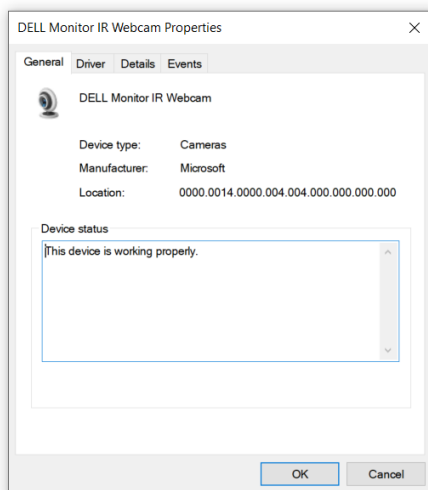 DELL Monitor IR Webcam Properties
General Driver Details Events
DELL Monitor IR Webcam
Device type: Cameras
Manufacturer: Microsoft
Location: 0000.0014.0000.004.004.000.000.000.000
Device status
This device is working properly.
OK Cancel